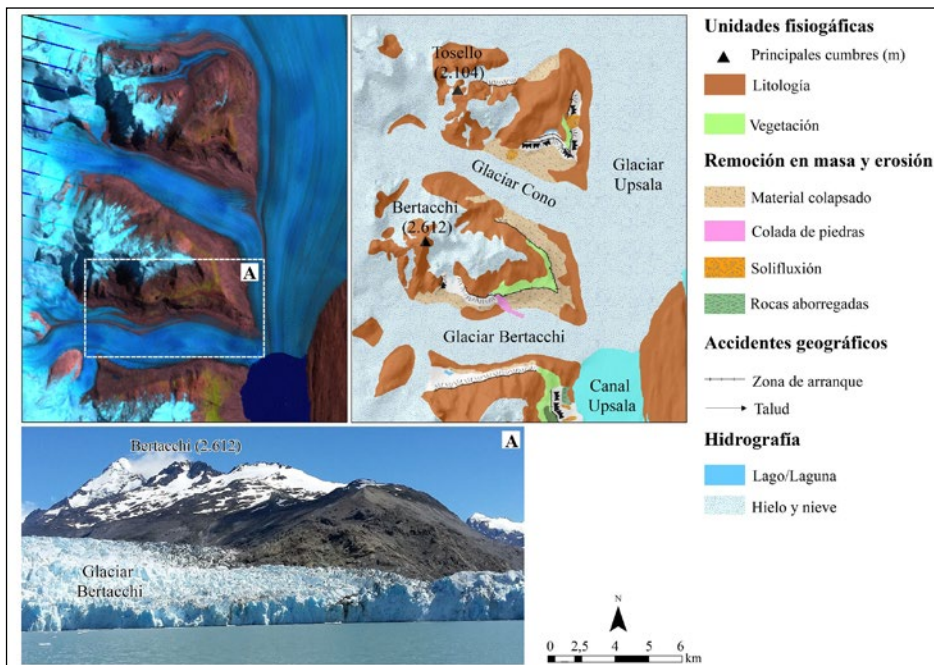 A
Tosello
(2.104)
Glaciar Cono
Glaciar
Upsala
Bertacchi
(2.612)
Glaciar Bertacchi
Canal
Upsala
Unidades fisiogáficas
Principales cumbres (m)
Litología
Vegetación
Remoción en masa y erosión
Material colapsado
Colada de piedras
Solifluxión
Rocas aborregadas
Accidentes geográficos
Zona de arranque
Talud
Hidrografía
Lago/Laguna
Hielo y nieve
Bertacchi (2.612)
A
Glaciar
Bertacchi
N
0 2,5 4 5 6
km